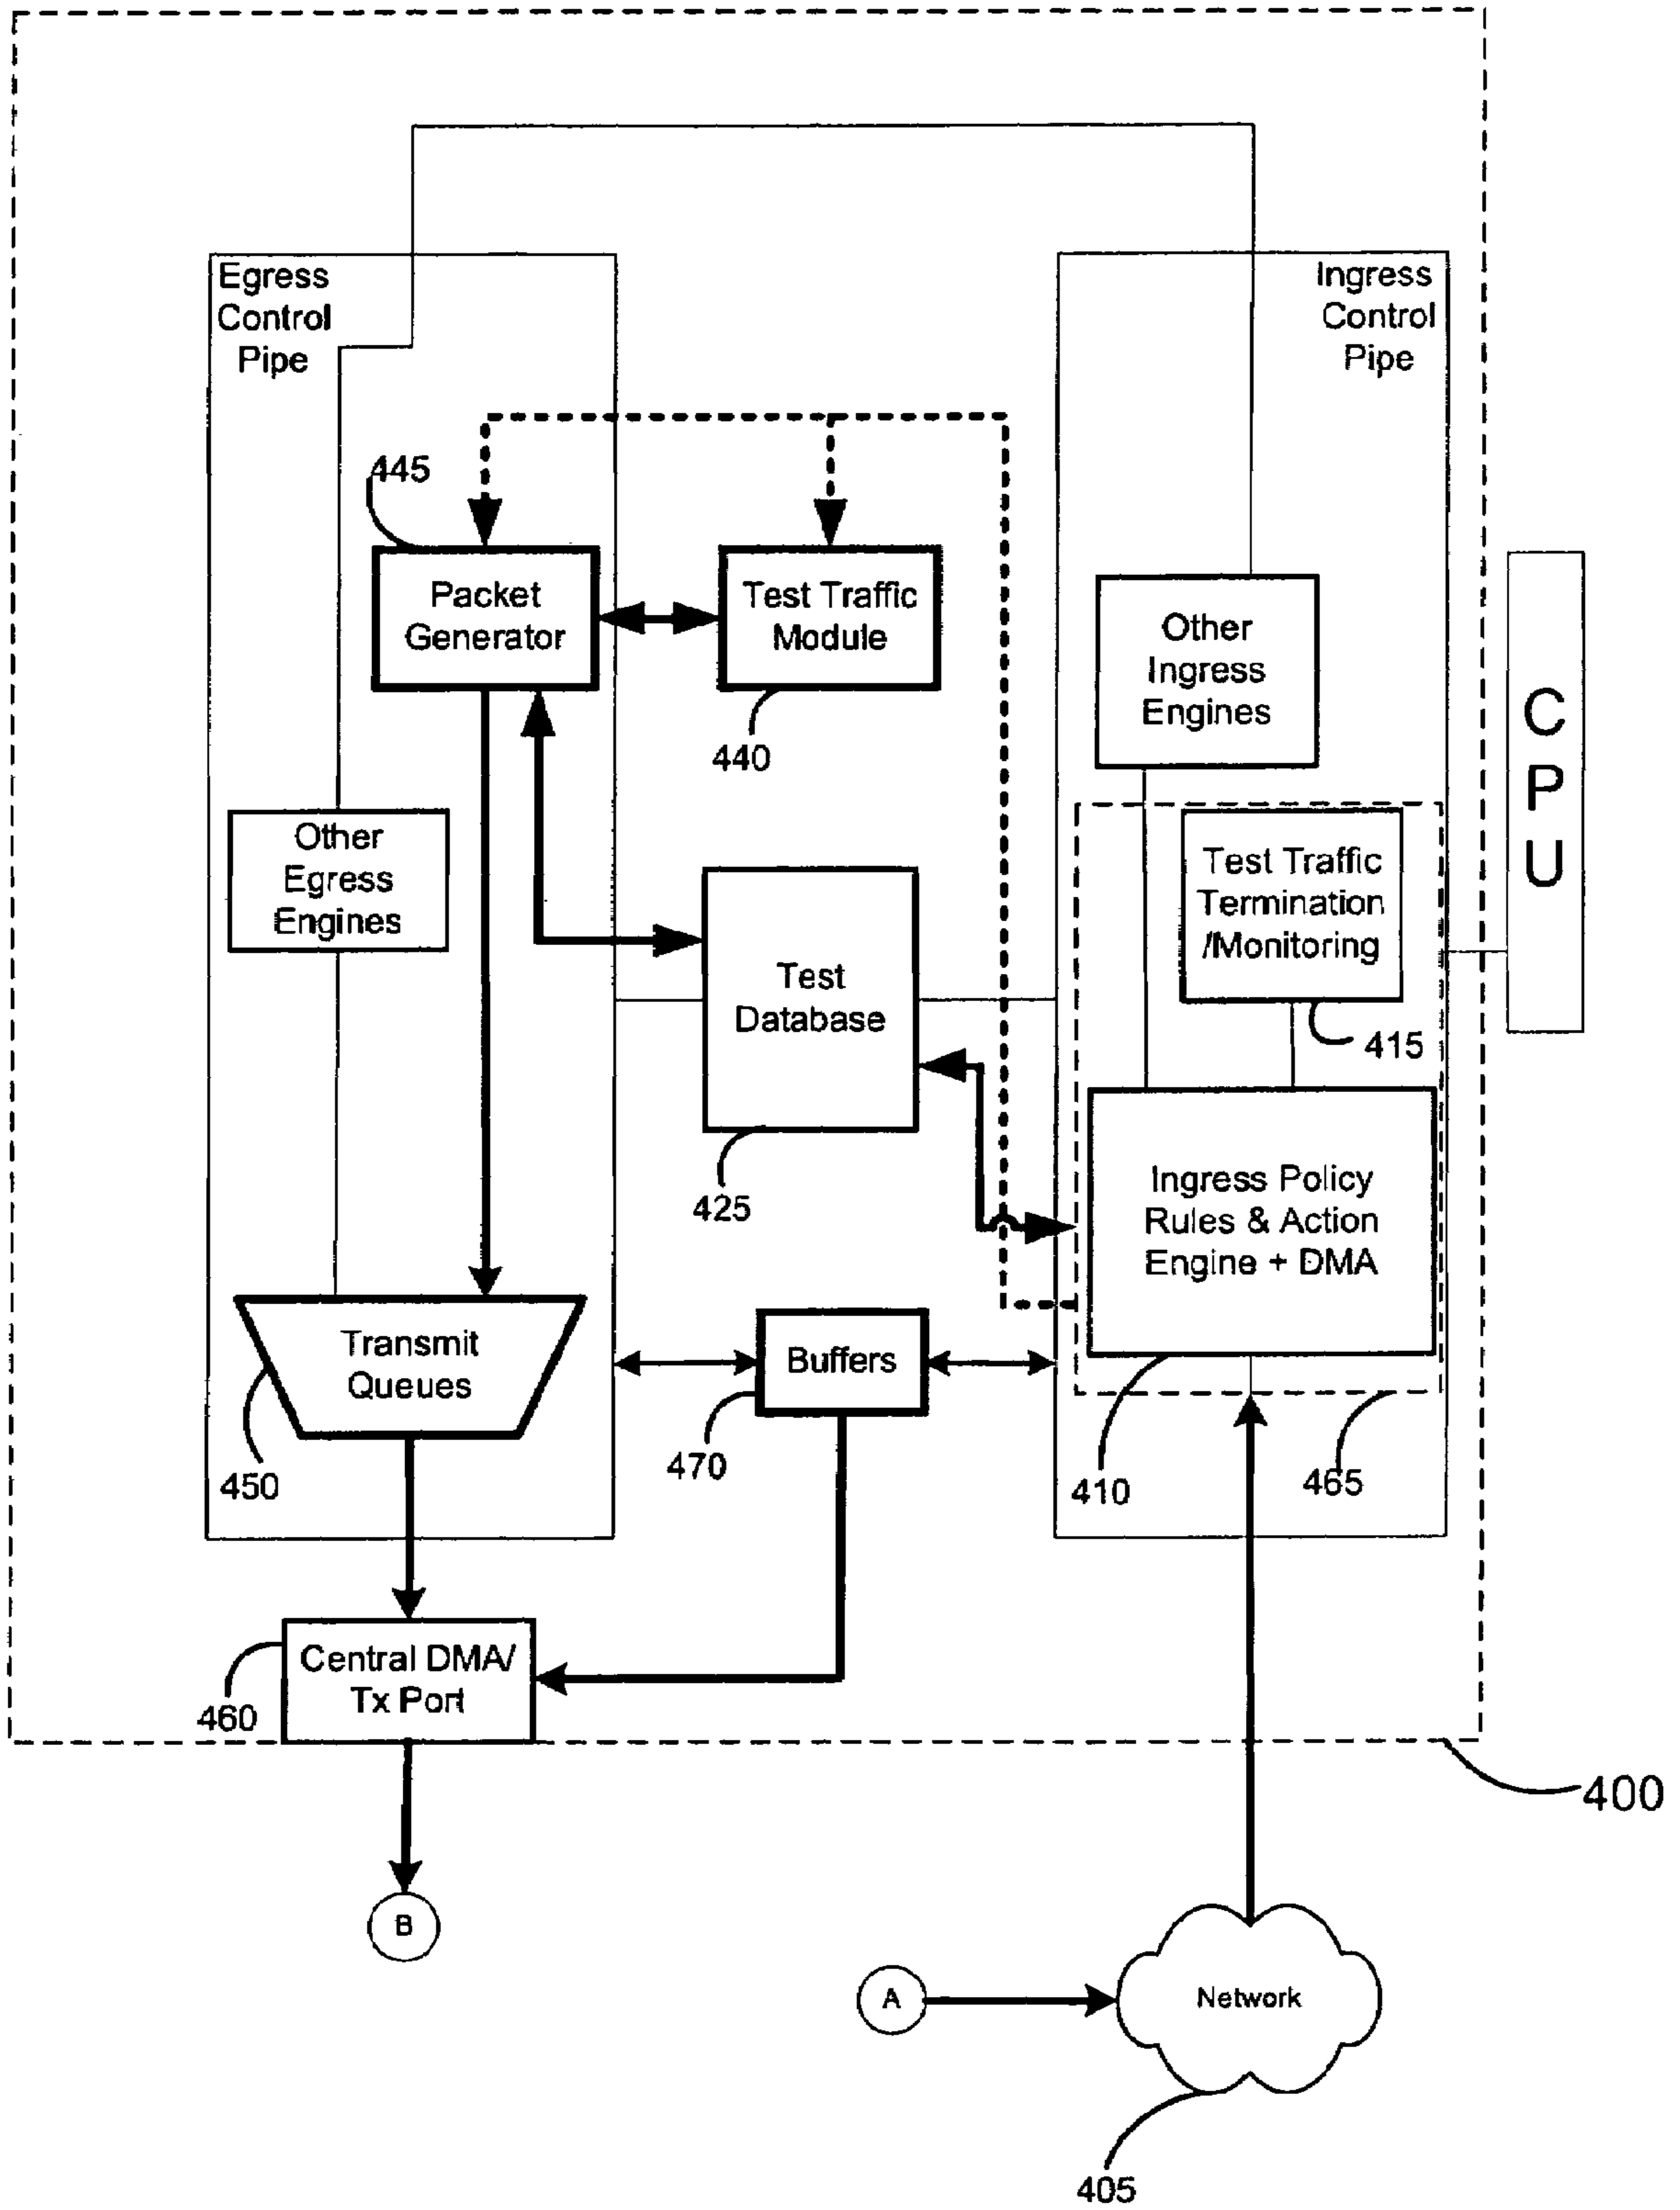 Egress
Control
Pipe
Ingress
Control
Pipe
445
Packet
Generator
Test Traffic
Module
440
Other
Ingress
Engines
C
P
U
Other
Egress
Engines
Test Traffic
Termination
/Monitoring
415
Test
Database
425
Ingress Policy
Rules & Action
Engine + DMA
Transmit
Queues
450
Buffers
470
410
465
Central DMA/
Tx Port
460
400
B
A
Network
405